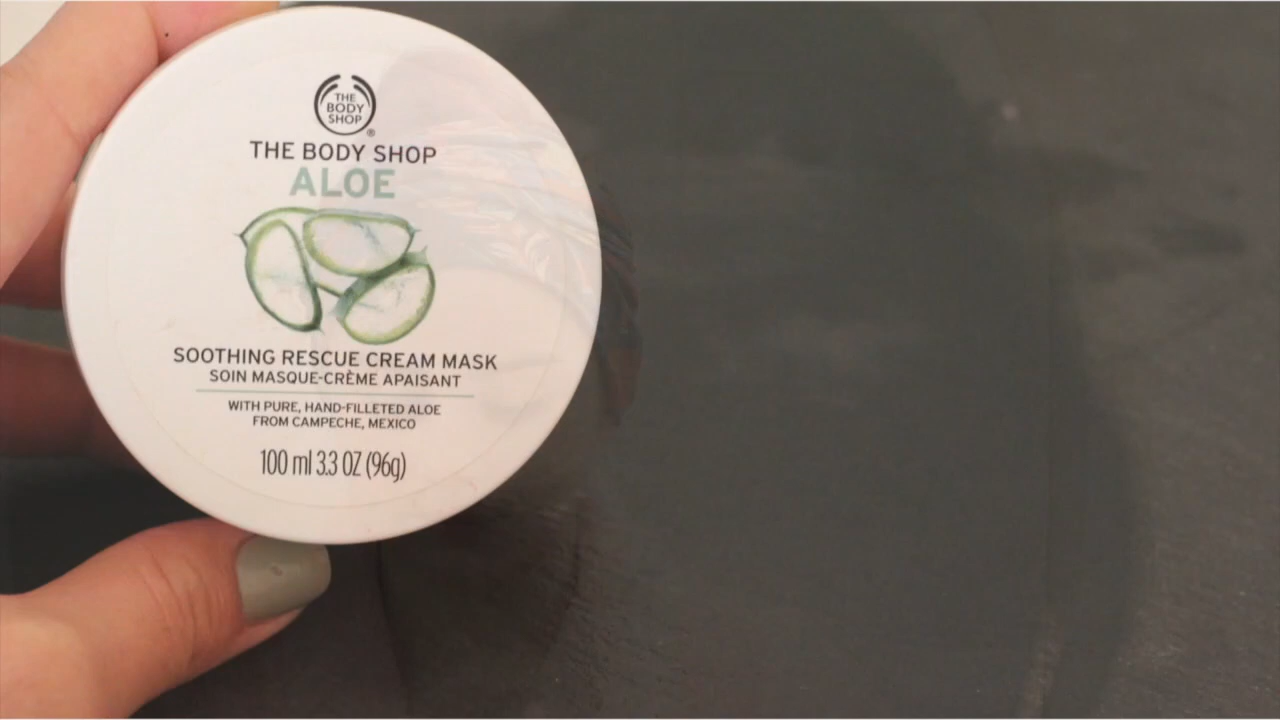 THE
BODY
SHOP
®
THE BODY SHOP
ALOE
SOOTHING RESCUE CREAM MASK
SOIN MASQUE-CRÈME APAISANT
WITH PURE, HAND-FILLETED ALOE
FROM CAMPECHE, MEXICO
100 ml 3.3 OZ (96g)